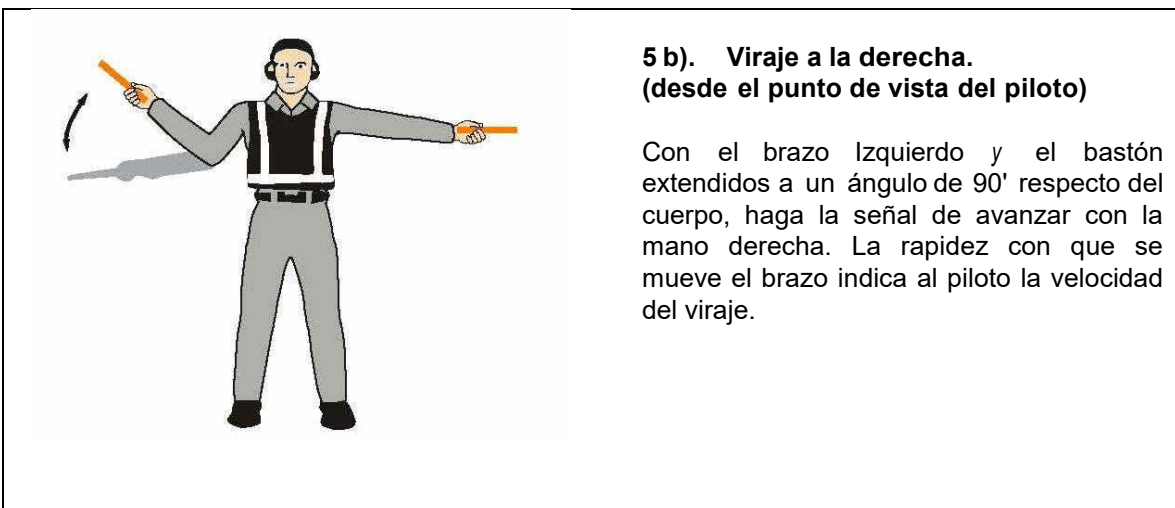 5 b). Viraje a la derecha.
(desde el punto de vista del piloto)
Con el brazo Izquierdo y el bastón
extendidos a un ángulo de 90' respecto del
cuerpo, haga la señal de avanzar con la
mano derecha. La rapidez con que se
mueve el brazo indica al piloto la velocidad
del viraje.